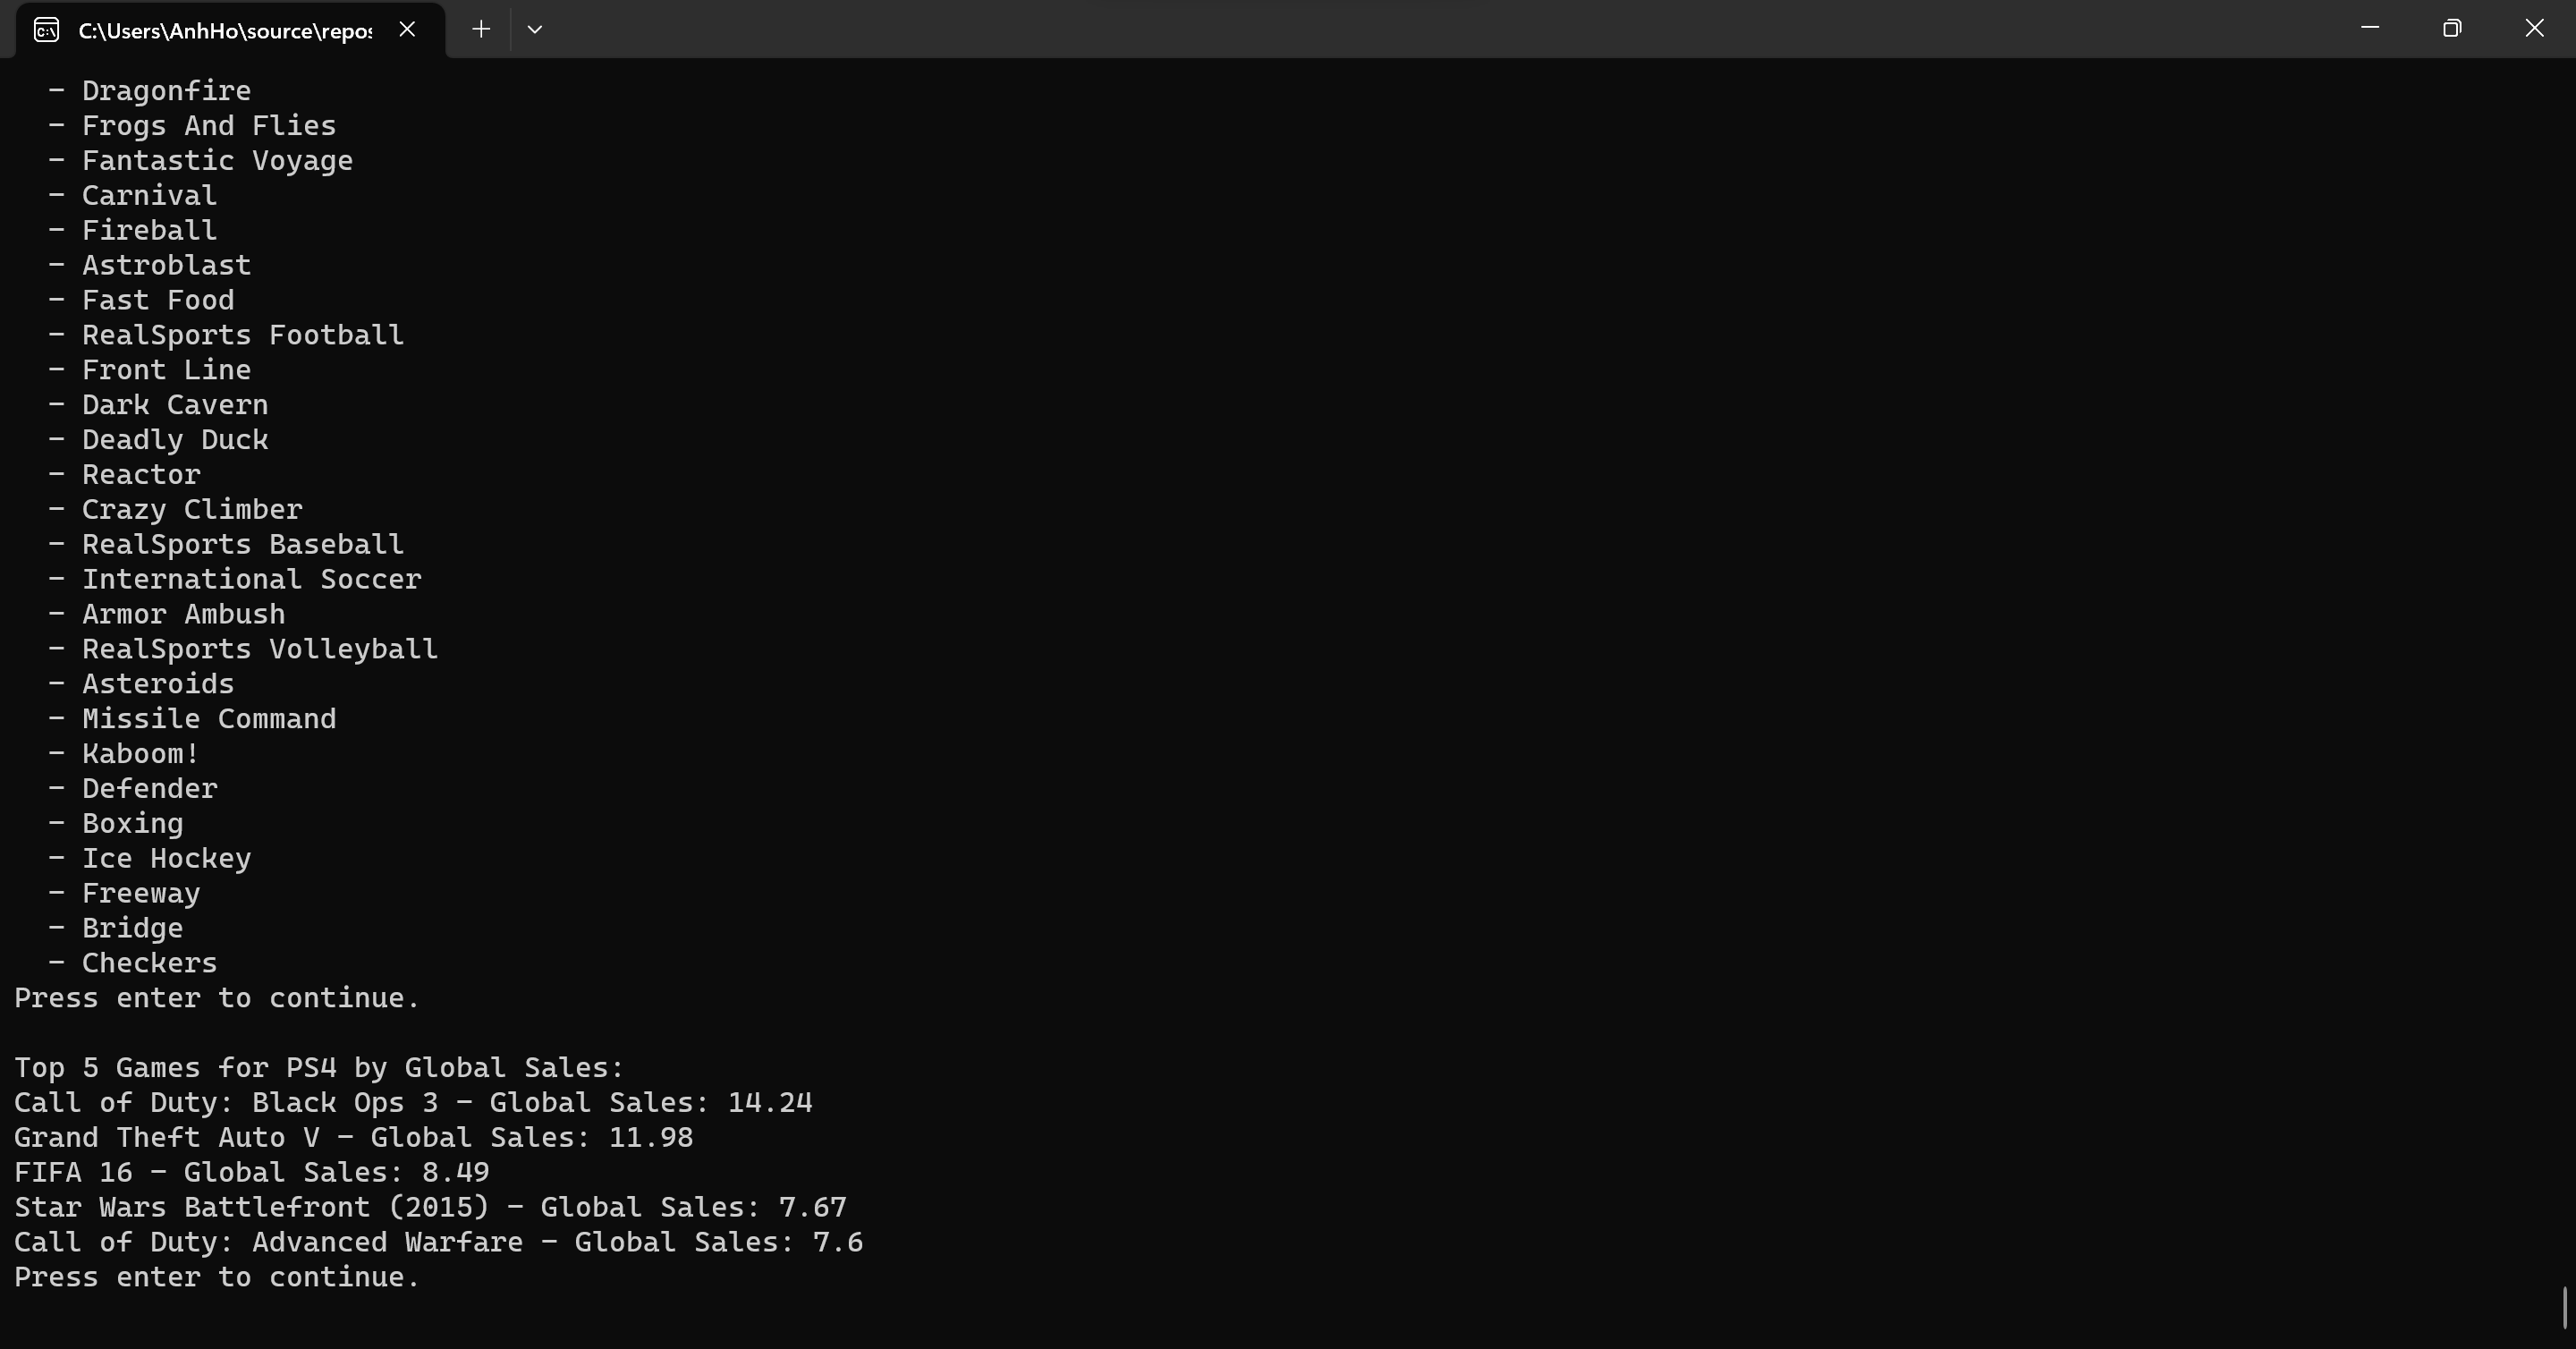 C:\Users\AnhHo\source\repos
- Dragonfire
- Frogs And Flies
- Fantastic Voyage
- Carnival
- Fireball
- Astroblast
- Fast Food
- RealSports Football
- Front Line
- Dark Cavern
- Deadly Duck
- Reactor
- Crazy Climber
- RealSports Baseball
- International Soccer
- Armor Ambush
- RealSports Volleyball
- Asteroids
- Missile Command
- Kaboom!
- Defender
- Boxing
- Ice Hockey
- Freeway
- Bridge
- Checkers
Press enter to continue.
Top 5 Games for PS4 by Global Sales:
Call of Duty: Black Ops 3 - Global Sales: 14.24
Grand Theft Auto V - Global Sales: 11.98
FIFA 16 - Global Sales: 8.49
Star Wars Battlefront (2015) - Global Sales: 7.67
Call of Duty: Advanced Warfare - Global Sales: 7.6
Press enter to continue.